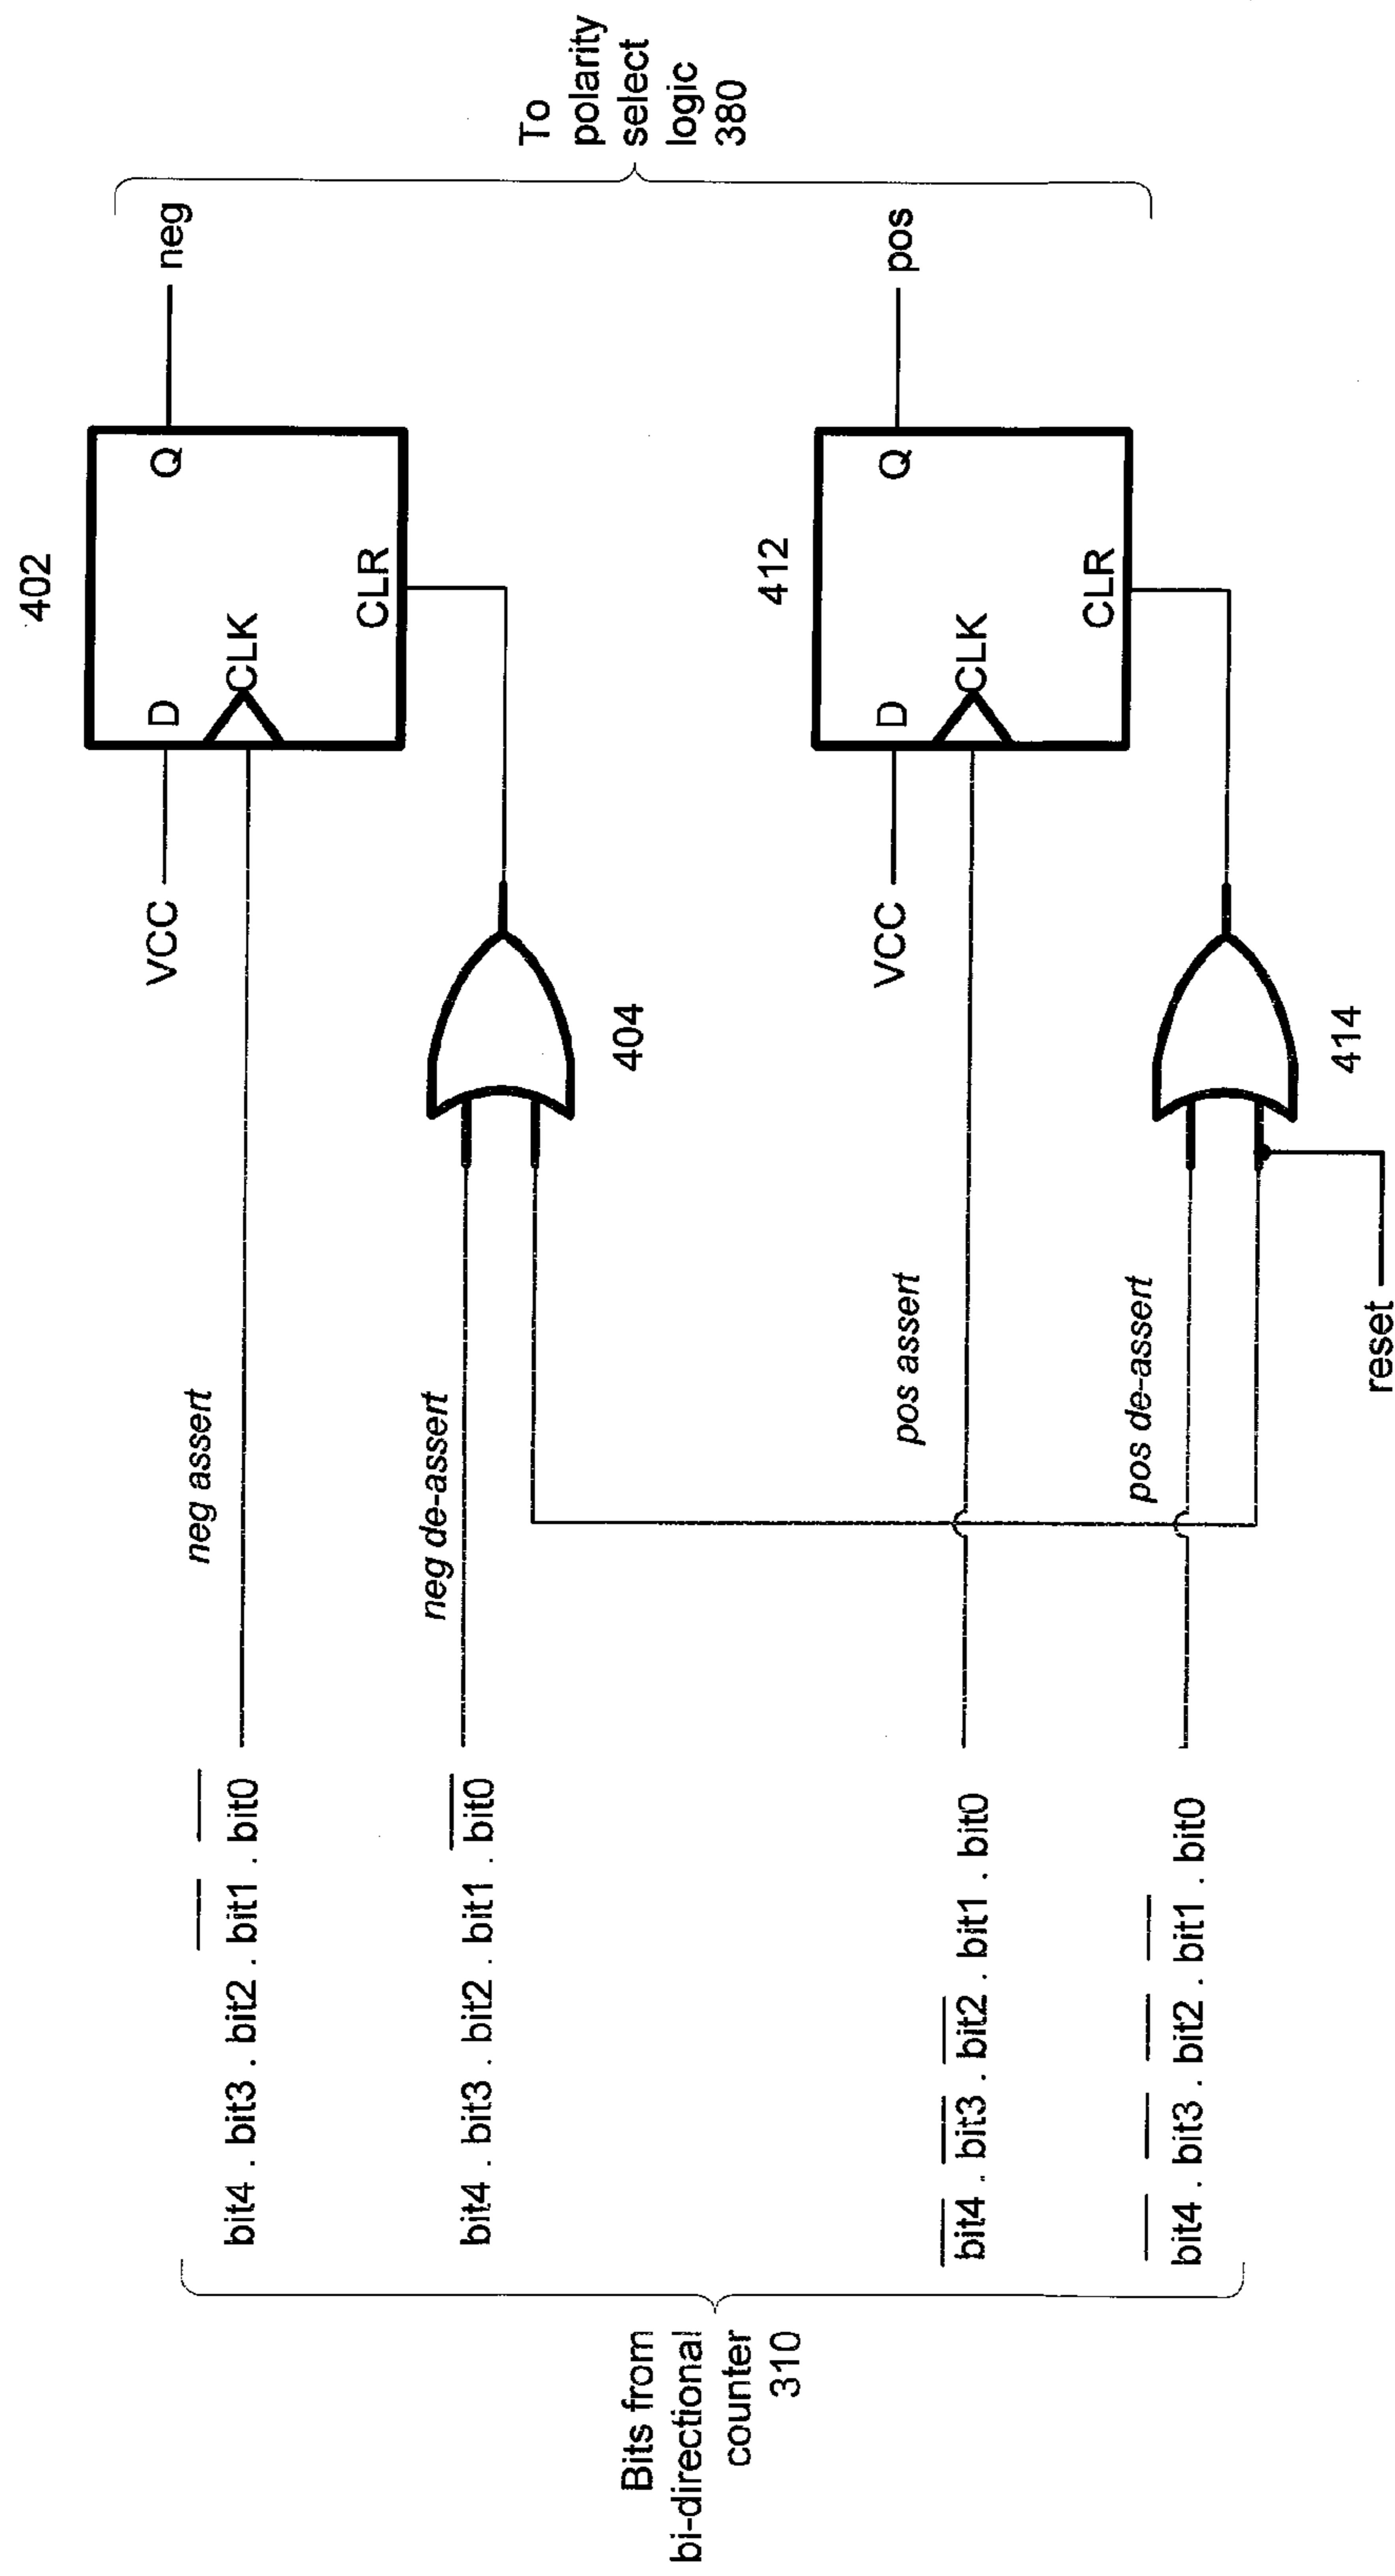 402
D
Q
CLK
CLR
VCC
neg
neg assert
bit4 . bit3 . bit2 . bit1 . bit0
neg de-assert
bit4 . bit3 . bit2 . bit1 . bit0
404
To
polarity
select
logic
380
Bits from
bi-directional
counter
310
412
D
Q
CLK
CLR
VCC
pos
pos assert
bit4 . bit3 . bit2 . bit1 . bit0
pos de-assert
bit4 . bit3 . bit2 . bit1 . bit0
414
reset